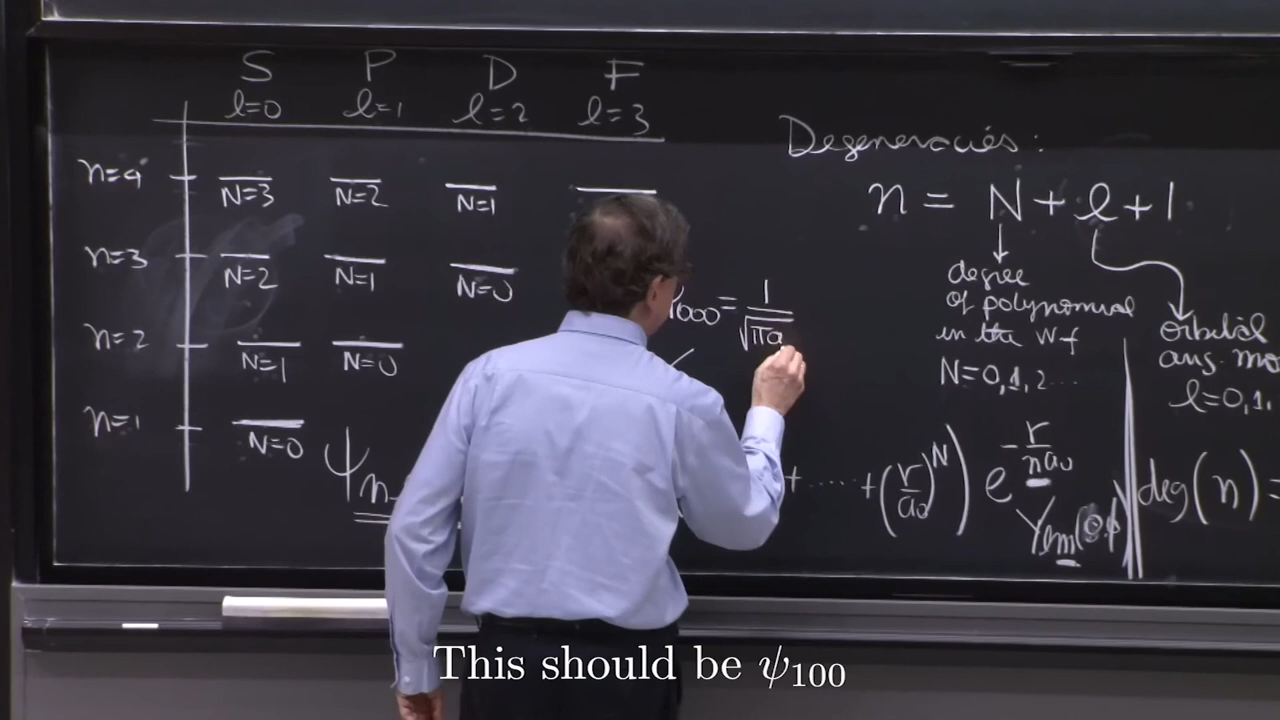 S P D F
l=0 l=1 l=2 l=3
n=4
N=3 N=2 N=1
n=3
N=2 N=1 N=0
n=2
N=1 N=0
n=1
N=0
ψn
000 = 1/√πa
Degeneracies:
n = N+l+1
degree
of polynomial
in the wf
N=0,1,2...
orbital
ang. mo
l=0,1,
+ ..... + (r/a₀)^N) e^{-r/na₀}
Ylm(θ,φ)
deg(n) =
This should be ψ₁₀₀